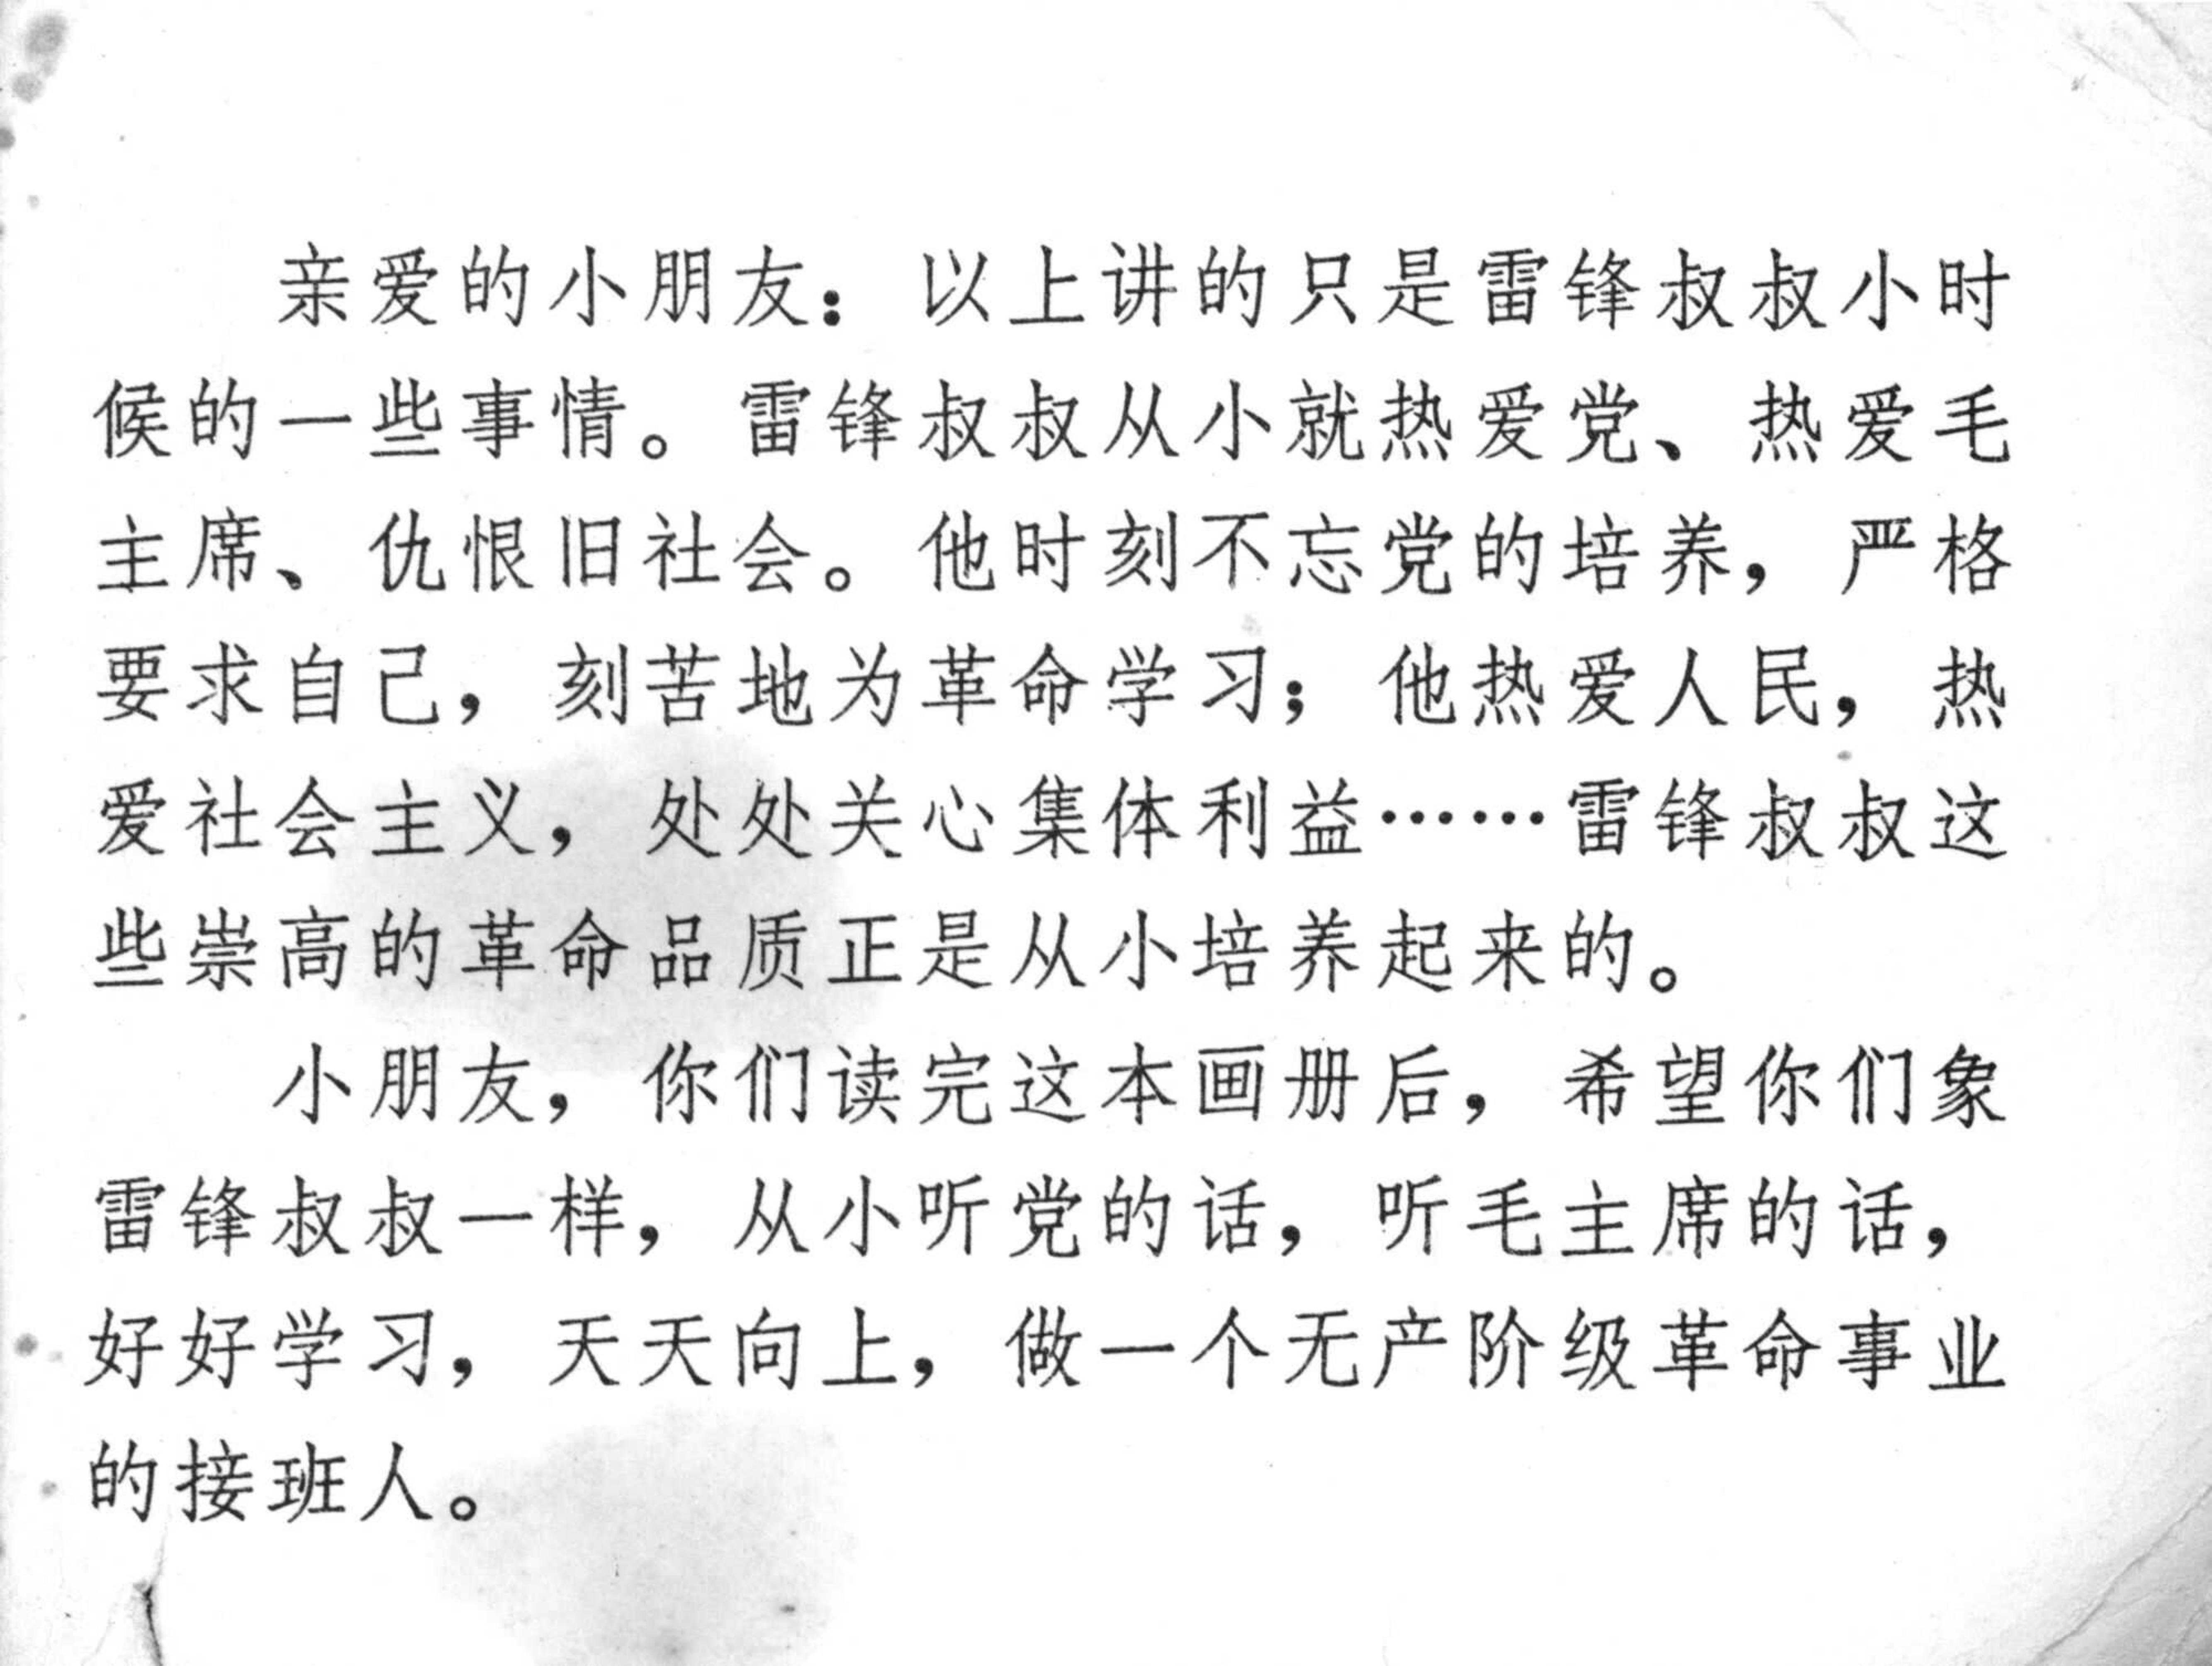 亲爱的小朋友：以上讲的只是雷锋叔叔小时
候的一些事情。雷锋叔叔从小就热爱党、热爱毛
主席、仇恨旧社会。他时刻不忘党的培养，严格
要求自己，刻苦地为革命学习；他热爱人民，热
爱社会主义，处处关心集体利益……雷锋叔叔这
些崇高的革命品质正是从小培养起来的。
小朋友，你们读完这本画册后，希望你们象
雷锋叔叔一样，从小听党的话，听毛主席的话，
好好学习，天天向上，做一个无产阶级革命事业
的接班人。